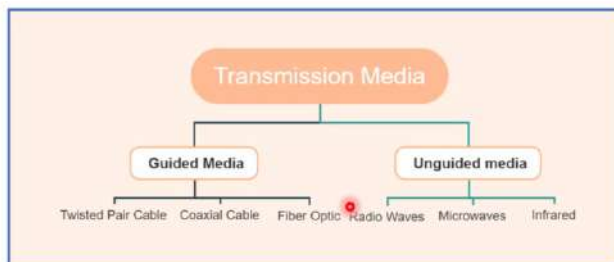 Transmission Media
Guided Media
Unguided media
Twisted Pair Cable
Coaxial Cable
Fiber Optic
Radio Waves
Microwaves
Infrared